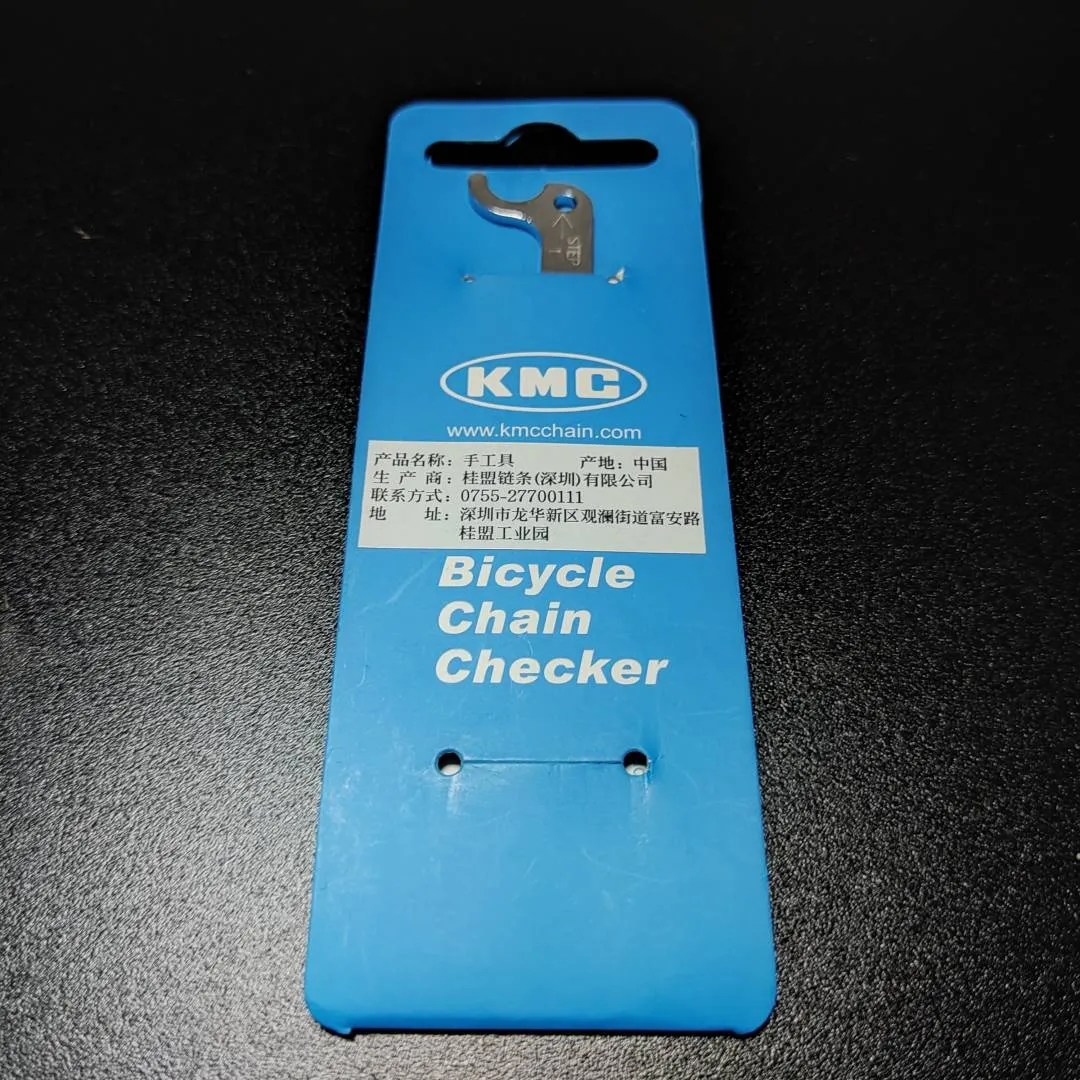 STEP
1
KMC
www.kmcchain.com
产品名称：手工具 产地：中国
生产商：桂盟链条(深圳)有限公司
联系方式：0755-27700111
地址：深圳市龙华新区观澜街道富安路
桂盟工业园
Bicycle
Chain
Checker